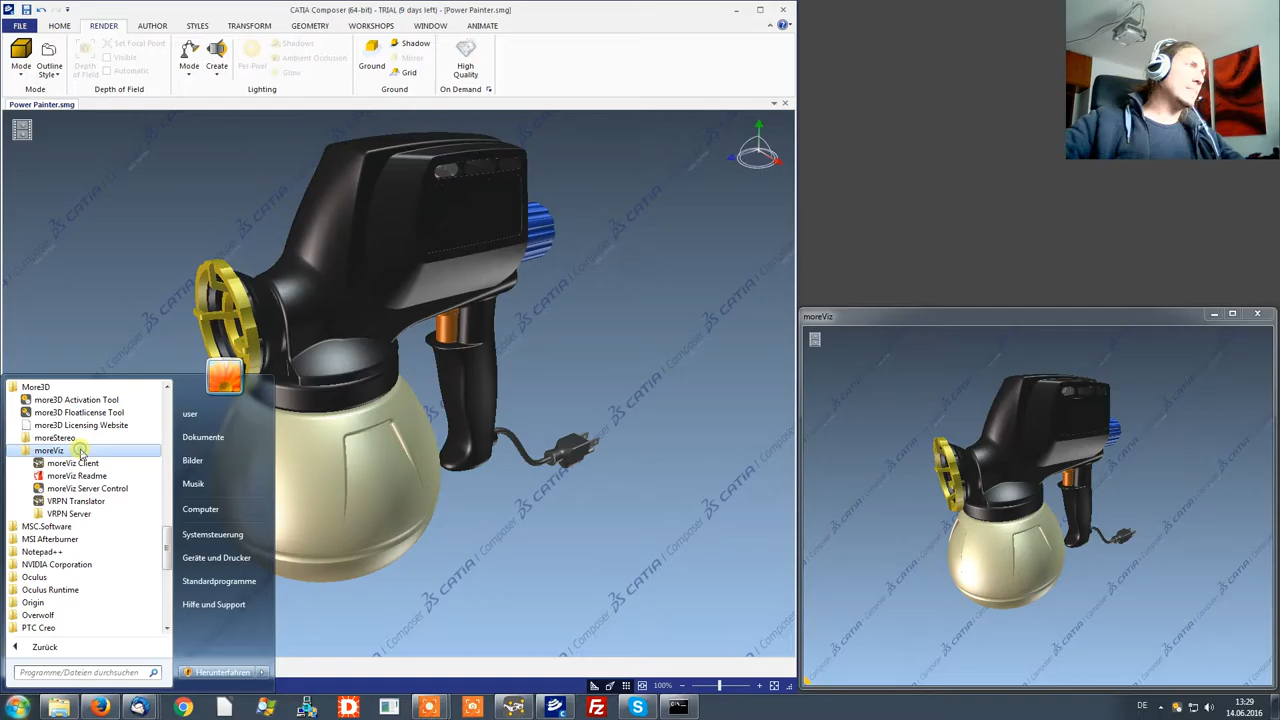 CATIA Composer (64-bit) - TRIAL (9 days left) - [Power Painter.smg]
FILE HOME RENDER AUTHOR STYLES TRANSFORM GEOMETRY WORKSHOPS WINDOW ANIMATE
Mode
Outline Style
Depth of Field
Set Focal Point
Visible
Automatic
Mode
Create
Per-Pixel
Shadows
Ambient Occlusion
Glow
Ground
Shadow
Mirror
Grid
High Quality
Mode Depth of Field Lighting Ground On Demand
Power Painter.smg
CATIA | Composer
moreViz
More3D
more3D Activation Tool
more3D Floatlicense Tool
more3D Licensing Website
moreStereo
moreViz
moreViz Client
moreViz Readme
moreViz Server Control
VRPN Translator
VRPN Server
MSC.Software
MSI Afterburner
Notepad++
NVIDIA Corporation
Oculus
Oculus Runtime
Origin
Overwolf
PTC Creo
Zurück
Programme/Dateien durchsuchen
user
Dokumente
Bilder
Musik
Computer
Systemsteuerung
Geräte und Drucker
Standardprogramme
Hilfe und Support
Herunterfahren
100%
DE
13:29
14.06.2016